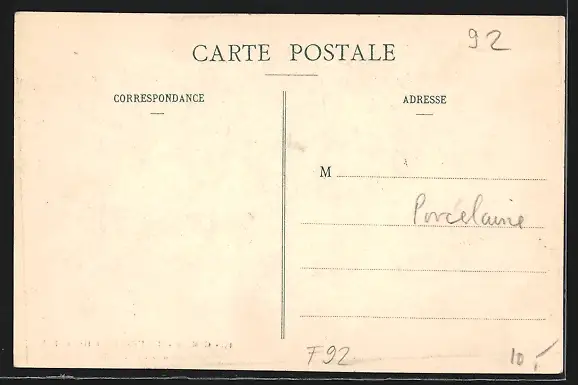 92
CARTE POSTALE
CORRESPONDANCE
ADRESSE
M
Porcelaine
F92
10,-